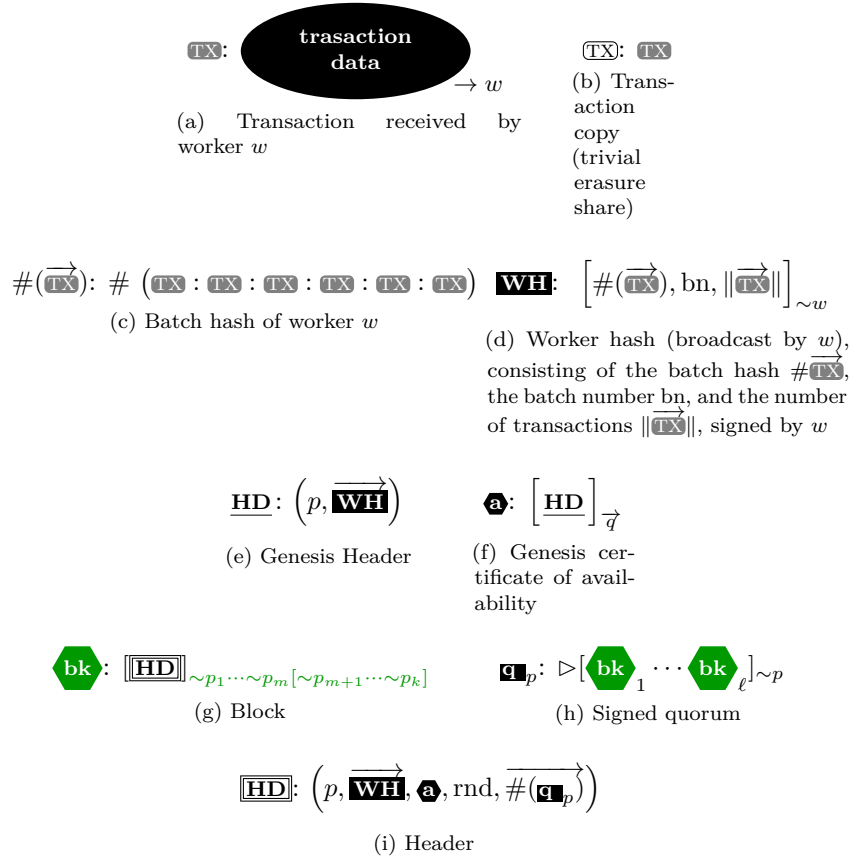 TX: trasaction data → w
(a) Transaction received by
worker w
TX: TX
(b) Trans-
action
copy
(trivial
erasure
share)
#(TX⃗): # (TX : TX : TX : TX : TX : TX)
(c) Batch hash of worker w
WH: [#(TX⃗), bn, ‖TX⃗‖]∼w
(d) Worker hash (broadcast by w),
consisting of the batch hash #TX⃗,
the batch number bn, and the number
of transactions ‖TX⃗‖, signed by w
HD: (p, WH⃗)
(e) Genesis Header
a: [HD]q⃗
(f) Genesis cer-
tificate of avail-
ability
bk: [HD]∼p1···∼pm[∼pm+1···∼pk]
(g) Block
qp: ▷[bk1 ··· bkℓ]∼p
(h) Signed quorum
HD: (p, WH⃗, a, rnd, #(qp)⃗)
(i) Header